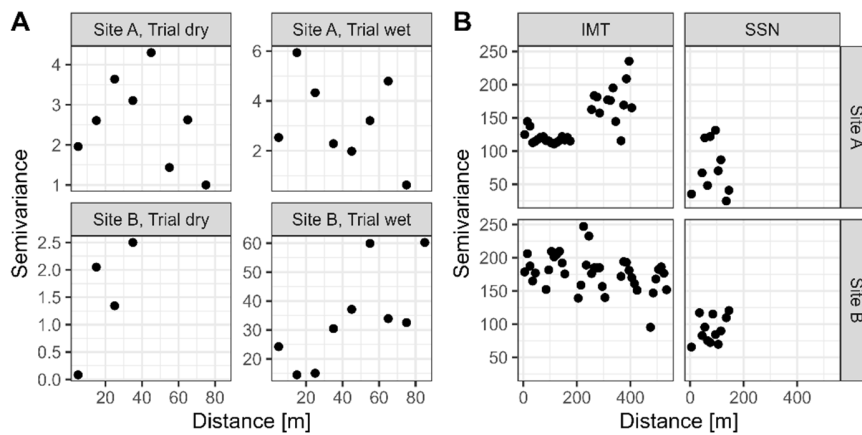 A
Site A, Trial dry
Site A, Trial wet
4
3
2
1
6
4
2
Semivariance
Site B, Trial dry
Site B, Trial wet
2.5
2.0
1.5
1.0
0.5
0.0
60
50
40
30
20
20 40 60 80
20 40 60 80
Distance [m]
B
IMT
SSN
250
200
150
100
50
Site A
Semivariance
250
200
150
100
50
Site B
0 200 400
0 200 400
Distance [m]